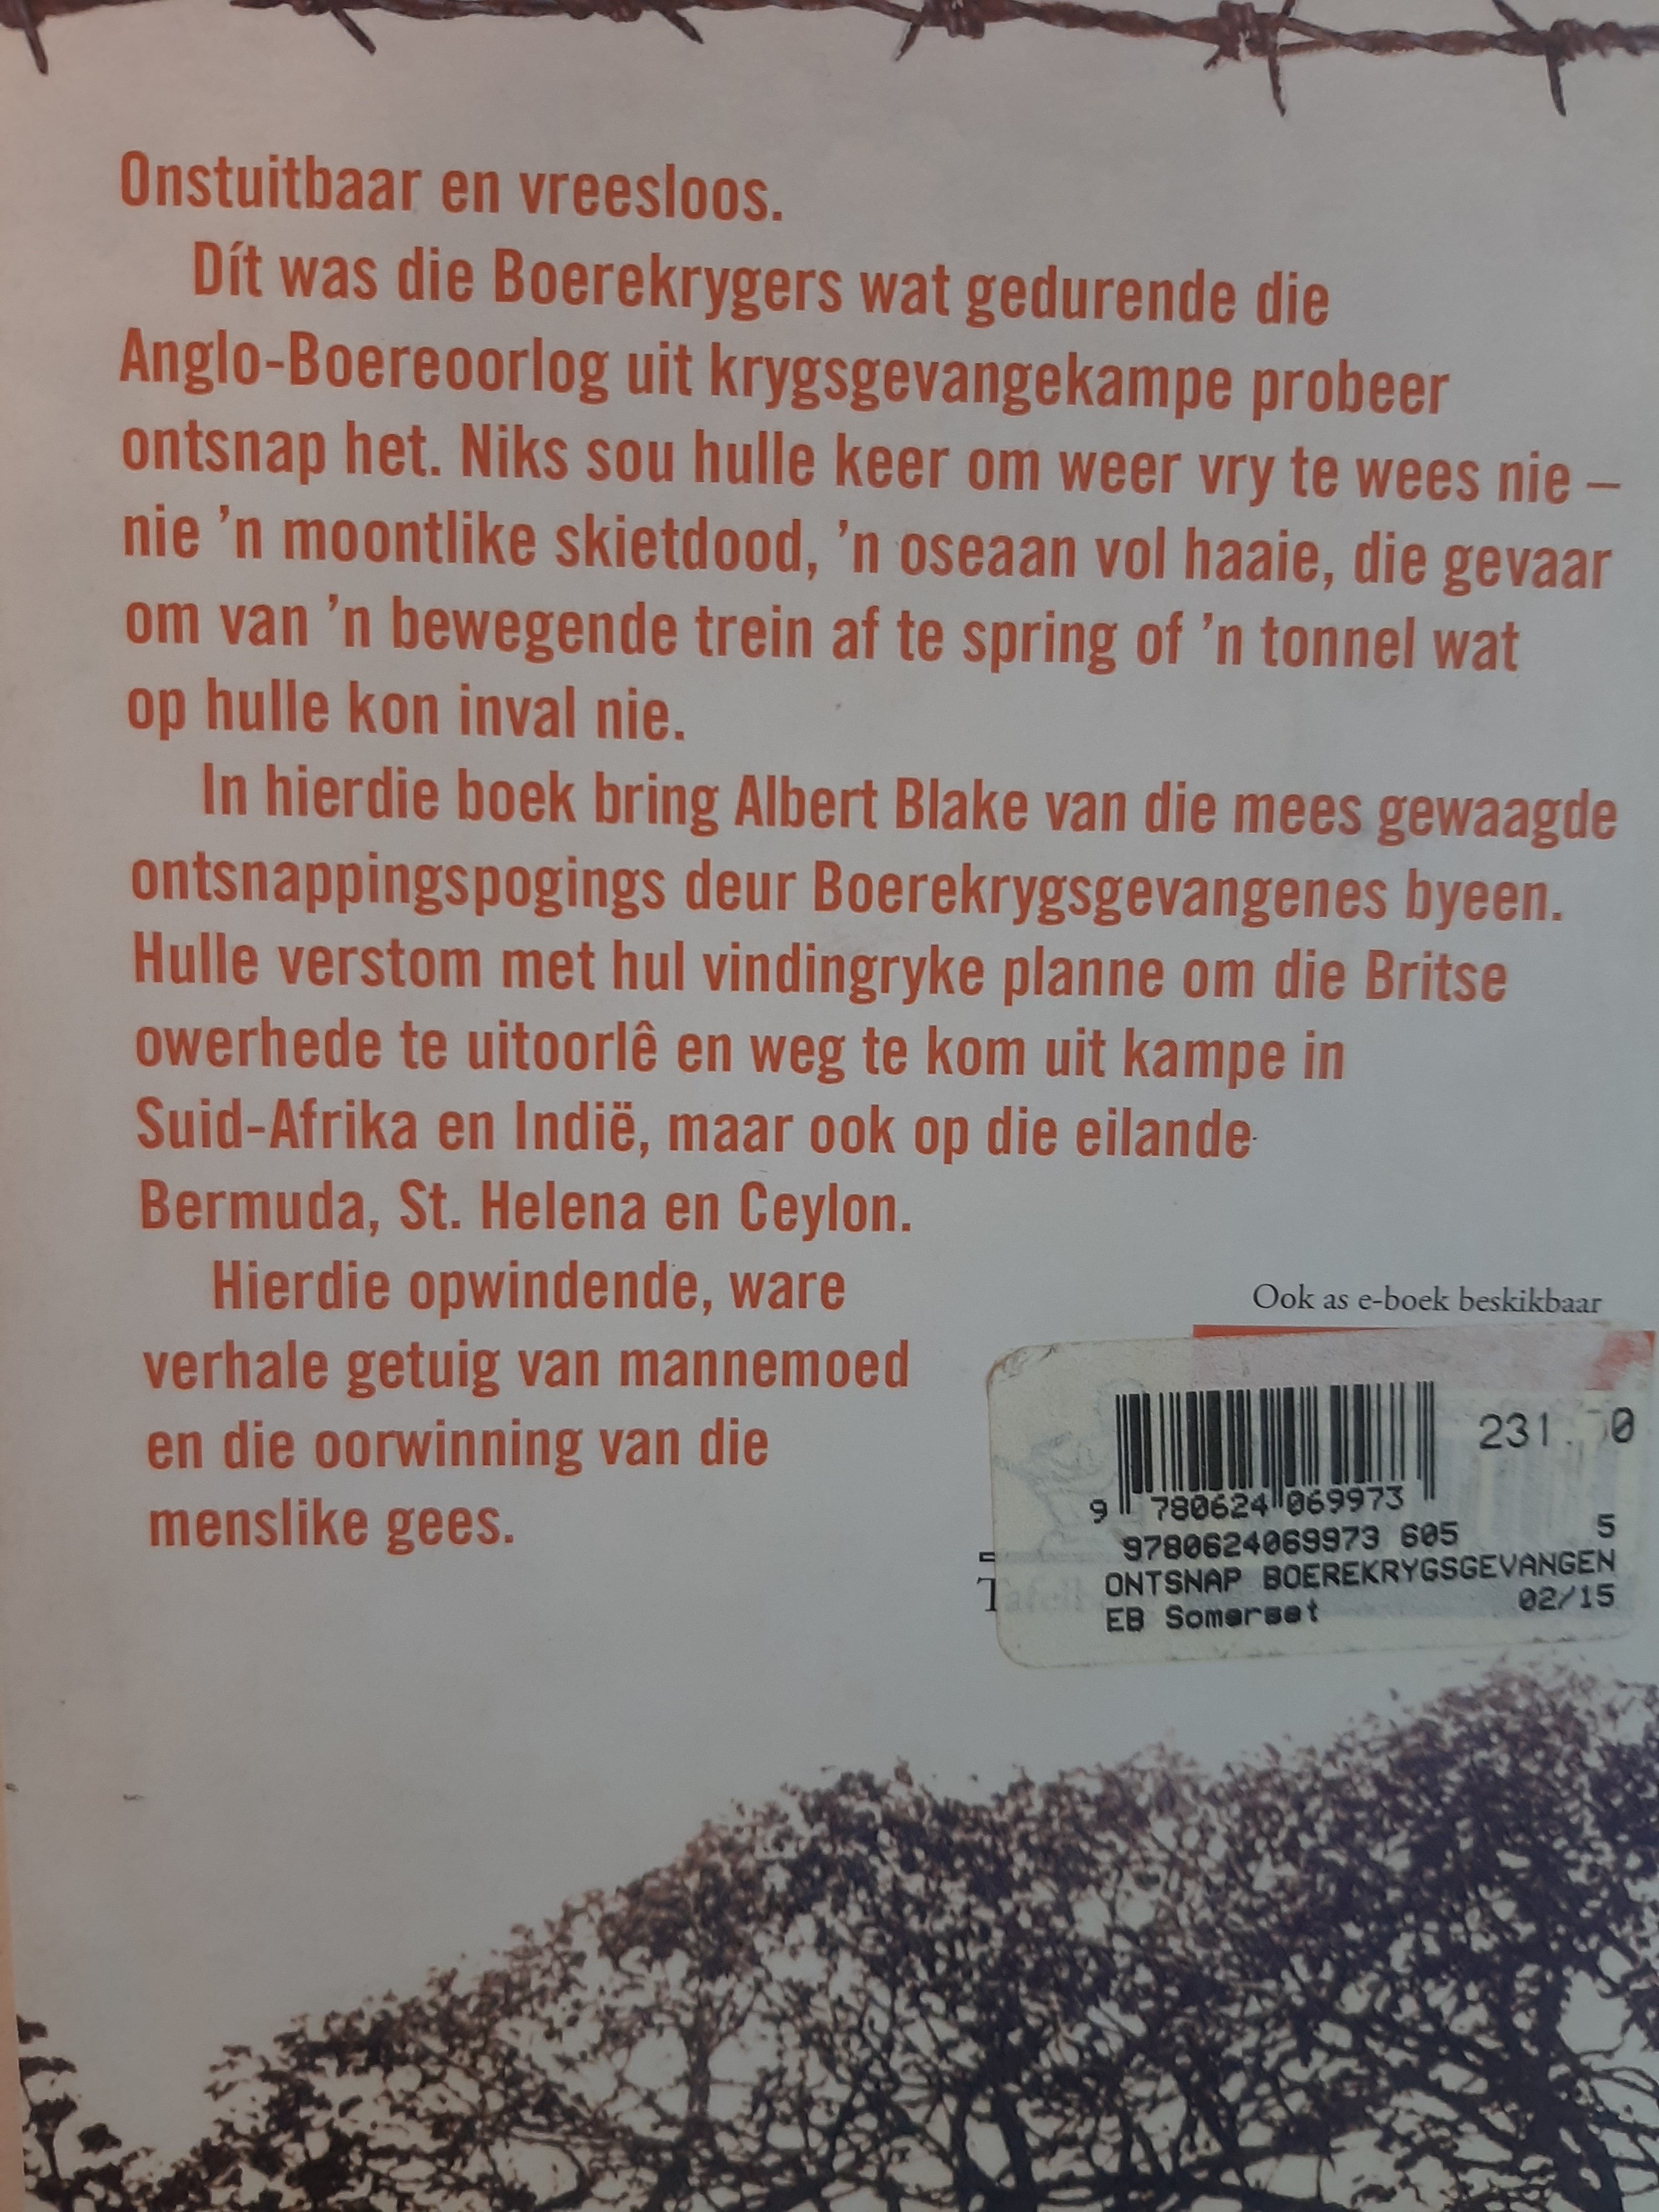 Onstuitbaar en vreesloos.
Dít was die Boerekrygers wat gedurende die
Anglo-Boereoorlog uit krygsgevangekampe probeer
ontsnap het. Niks sou hulle keer om weer vry te wees nie –
nie ’n moontlike skietdood, ’n oseaan vol haaie, die gevaar
om van ’n bewegende trein af te spring of ’n tonnel wat
op hulle kon inval nie.
In hierdie boek bring Albert Blake van die mees gewaagde
ontsnappingspogings deur Boerekrygsgevangenes byeen.
Hulle verstom met hul vindingryke planne om die Britse
owerhede te uitoorlê en weg te kom uit kampe in
Suid-Afrika en Indië, maar ook op die eilande
Bermuda, St. Helena en Ceylon.
Hierdie opwindende, ware
verhale getuig van mannemoed
en die oorwinning van die
menslike gees.
Ook as e-boek beskikbaar
9 780624 069973
9780624069973 605 5
ONTSNAP BOEREKRYGSGEVANGEN
EB Somerset 02/15